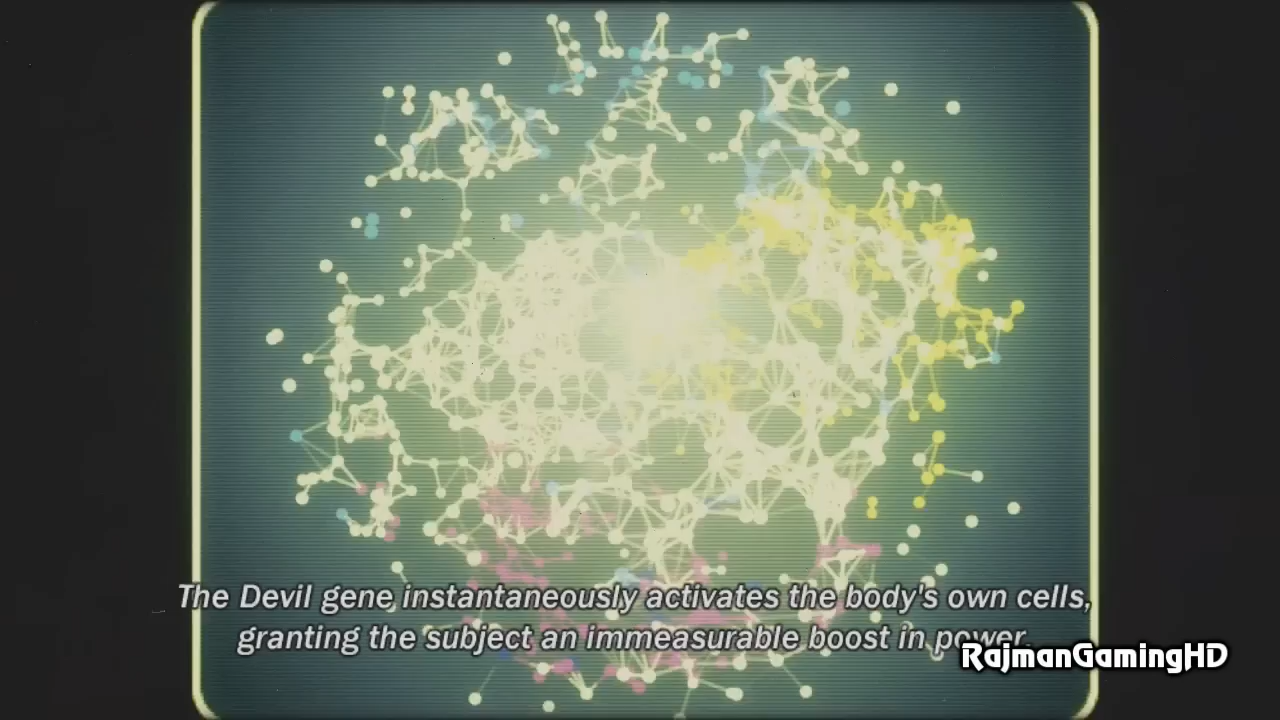 The Devil gene instantaneously activates the body's own cells,
granting the subject an immeasurable boost in power.
RajmanGamingHD